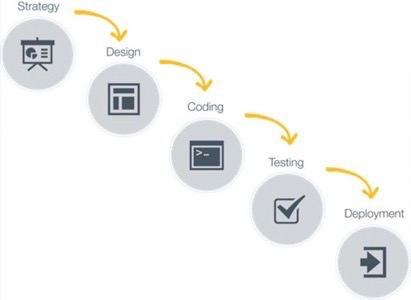 Strategy
Design
Coding
>_
Testing
Deployment